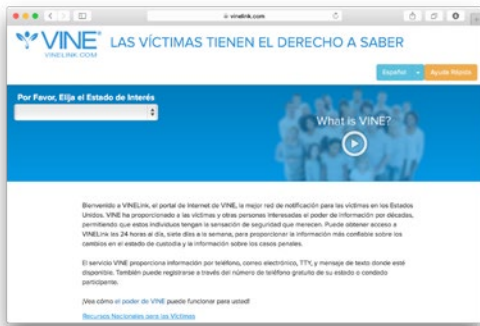 vinelink.com
VINE®
VINELINK.COM
LAS VÍCTIMAS TIENEN EL DERECHO A SABER
Español
Ayuda Rápida
Por Favor, Elija el Estado de Interés
What is VINE?
Bienvenido a VINELink, el portal de internet de VINE, la mejor red de notificación para las víctimas en los Estados
Unidos. VINE ha proporcionado a las víctimas y otras personas interesadas el poder de información por décadas,
permitiendo que estos individuos tengan la sensación de seguridad que merecen. Puede obtener acceso a
VINELink las 24 horas al día, siete días a la semana, para proporcionar la información más confiable sobre los
cambios en el estado de custodia y la información sobre los casos penales.
El servicio VINE proporciona información por teléfono, correo electrónico, TTY, y mensaje de texto donde esté
disponible. También puede registrarse a través del número de teléfono gratuito de su estado o condado
participante.
¡Vea cómo el poder de VINE puede funcionar para usted!
Recursos Nacionales para las Víctimas